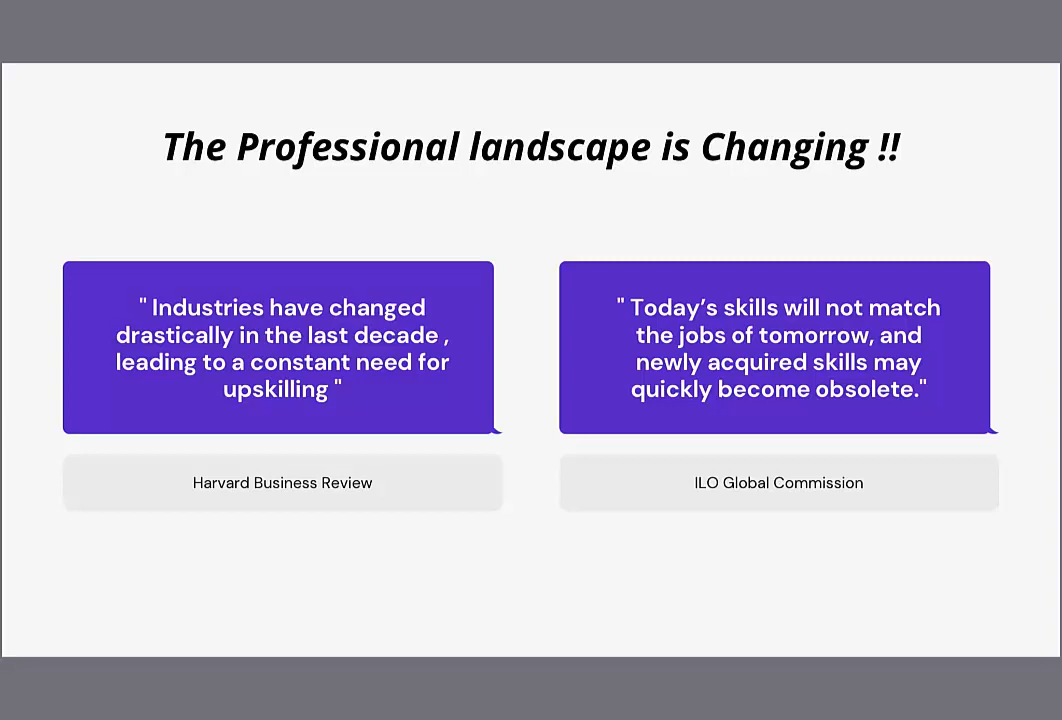 The Professional landscape is Changing !!
" Industries have changed
drastically in the last decade ,
leading to a constant need for
upskilling "
Harvard Business Review
" Today’s skills will not match
the jobs of tomorrow, and
newly acquired skills may
quickly become obsolete."
ILO Global Commission